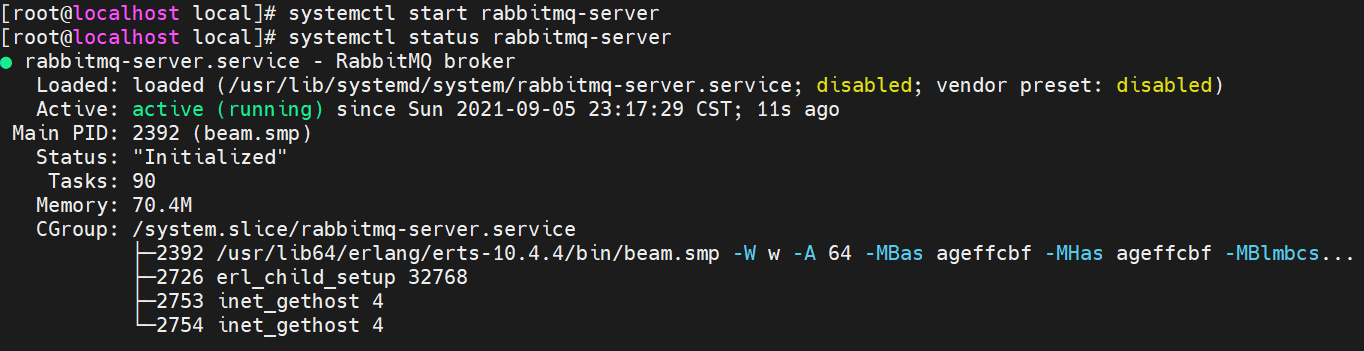 [root@localhost local]# systemctl start rabbitmq-server
[root@localhost local]# systemctl status rabbitmq-server
● rabbitmq-server.service - RabbitMQ broker
   Loaded: loaded (/usr/lib/systemd/system/rabbitmq-server.service; disabled; vendor preset: disabled)
   Active: active (running) since Sun 2021-09-05 23:17:29 CST; 11s ago
 Main PID: 2392 (beam.smp)
   Status: "Initialized"
    Tasks: 90
   Memory: 70.4M
   CGroup: /system.slice/rabbitmq-server.service
           ├─2392 /usr/lib64/erlang/erts-10.4.4/bin/beam.smp -W w -A 64 -MBas ageffcbf -MHas ageffcbf -MBlmbcs...
           ├─2726 erl_child_setup 32768
           ├─2753 inet_gethost 4
           └─2754 inet_gethost 4